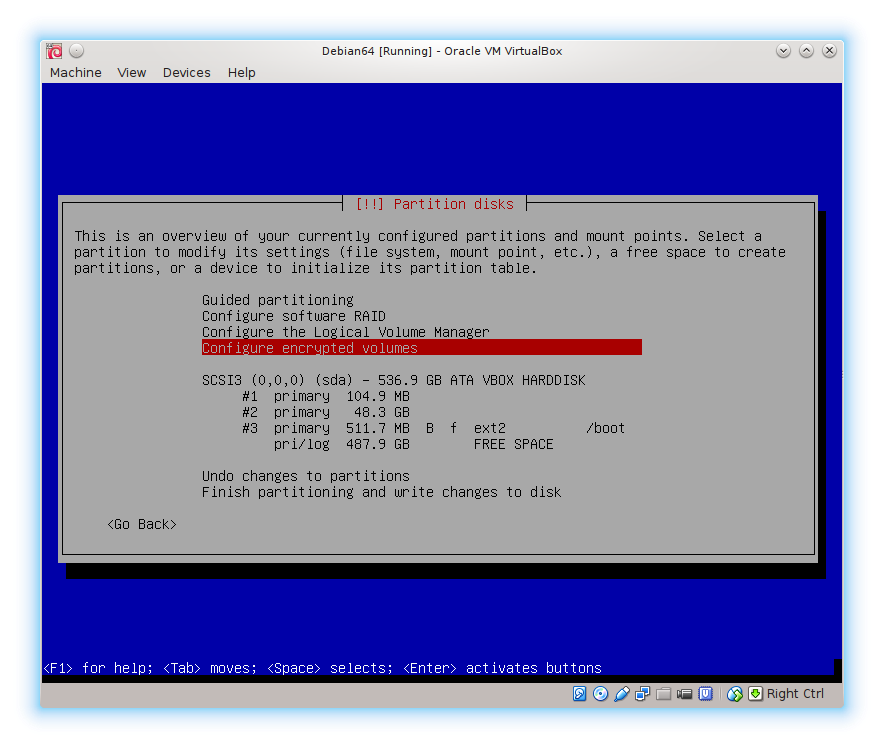 Debian64 [Running] - Oracle VM VirtualBox
Machine View Devices Help
[!!] Partition disks
This is an overview of your currently configured partitions and mount points. Select a
partition to modify its settings (file system, mount point, etc.), a free space to create
partitions, or a device to initialize its partition table.
Guided partitioning
Configure software RAID
Configure the Logical Volume Manager
Configure encrypted volumes
SCSI3 (0,0,0) (sda) - 536.9 GB ATA VBOX HARDDISK
#1 primary 104.9 MB
#2 primary 48.3 GB
#3 primary 511.7 MB B f ext2 /boot
pri/log 487.9 GB FREE SPACE
Undo changes to partitions
Finish partitioning and write changes to disk
<Go Back>
<F1> for help; <Tab> moves; <Space> selects; <Enter> activates buttons
Right Ctrl